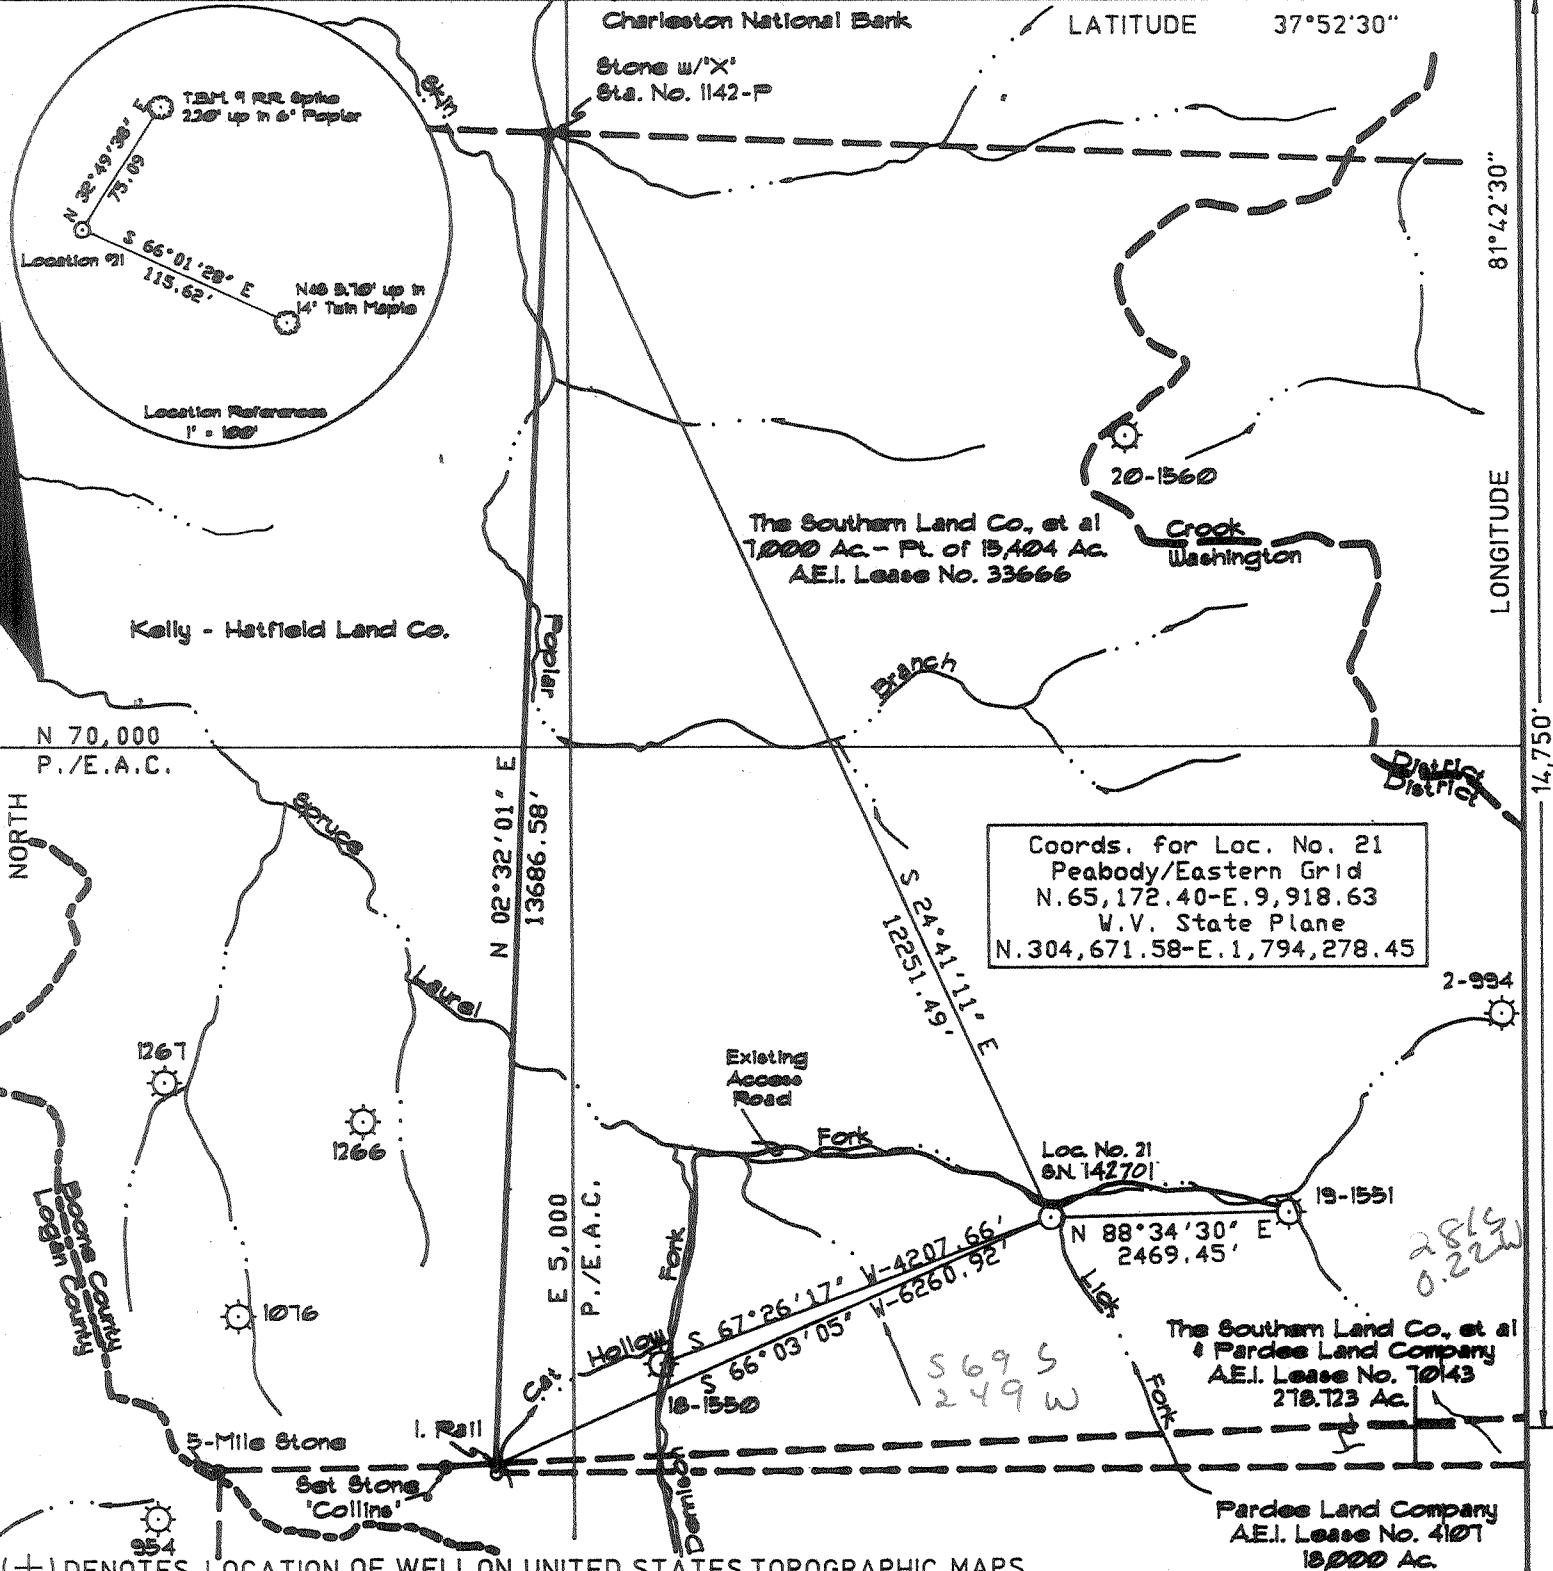 Charleston National Bank
LATITUDE 37°52'30"
Stone w/"X"
Sta. No. 1142-P
Skin
T.B.M. 9 RR Spike
2.20' up in 6" Poplar
N 32°49'38" E
75.09
S 66°01'28" E
115.62'
Location #21
14" Twin Maple
Location References
1" = 100'
81°42'30"
LONGITUDE
20-1560
The Southern Land Co., et al
7,000 Ac.- Pt. of 15,404 Ac.
A.E.I. Lease No. 33666
Crook
Washington
Kelly - Hatfield Land Co.
Poplar
Branch
N 70,000
P./E.A.C.
14,750'
District
District
NORTH
Spruce
N 02°32'01" E
13686.58'
S 24°41'11" E
12251.49'
Coords. for Loc. No. 21
Peabody/Eastern Grid
N.65,172.40-E.9,918.63
W.V. State Plane
N.304,671.58-E.1,794,278.45
2-994
Laurel
1267
1266
Existing
Access
Road
Fork
Loc. No. 21
S.N. 142701
19-1551
N 88°34'30" E
2469.45'
Boone County
Logan County
E 5,000
P./E.A.C.
Fork
1076
S 67°26'17" W-4207.66'
S 66°03'05" W-6260.92'
Lick
Fork
Cat Hollow
18-1550
S 69 S
249 W
2.81 S
0.22 W
The Southern Land Co., et al
& Pardee Land Company
A.E.I. Lease No. 70143
278.723 Ac.
5-Mile Stone
I. Rail
Set Stone
"Collins"
Dennison
954
Pardee Land Company
A.E.I. Lease No. 4107
18,000 Ac.
(+) DENOTES LOCATION OF WELL ON UNITED STATES TOPOGRAPHIC MAPS